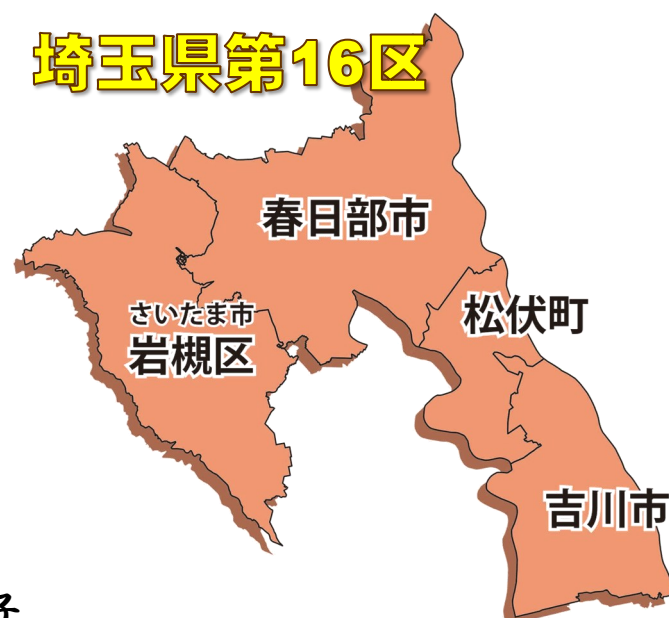 埼玉県第16区
春日部市
松伏町
さいたま市
岩槻区
吉川市